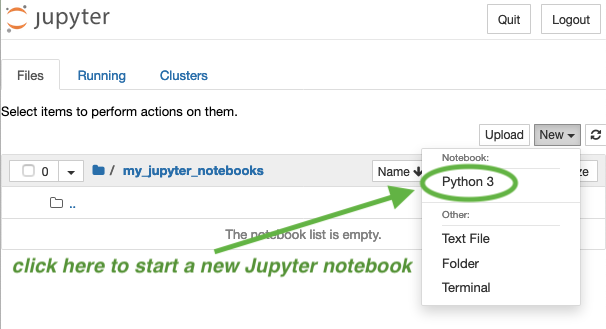 jupyter
Quit
Logout
Files
Running
Clusters
Select items to perform actions on them.
Upload
New
0
/ my_jupyter_notebooks
Name
Notebook:
Python 3
..
The notebook list is empty.
Other:
Text File
Folder
Terminal
click here to start a new Jupyter notebook